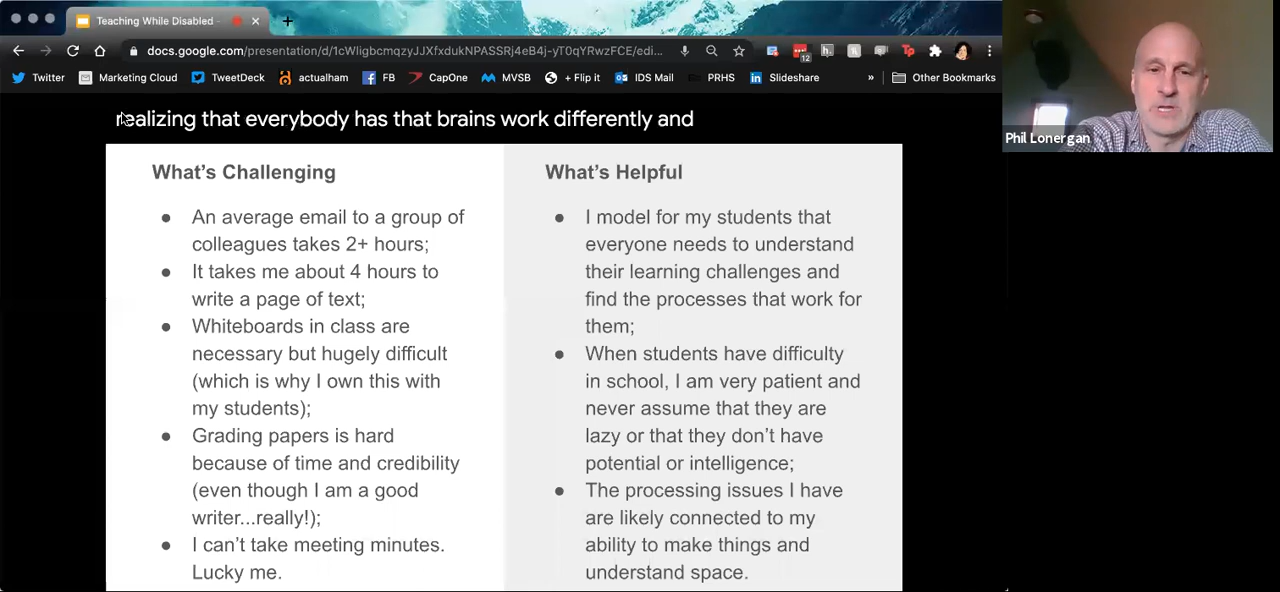 Teaching While Disabled -
docs.google.com/presentation/d/1cWligbcmqzyJJXfxdukNPASSRj4eB4j-yT0qYRwzFCE/edi...
12
Twitter
Marketing Cloud
TweetDeck
actualham
FB
CapOne
MVSB
+ Flip it
IDS Mail
PRHS
Slideshare
»
Other Bookmarks
Phil Lonergan
realizing that everybody has that brains work differently and
What's Challenging
● An average email to a group of
colleagues takes 2+ hours;
● It takes me about 4 hours to
write a page of text;
● Whiteboards in class are
necessary but hugely difficult
(which is why I own this with
my students);
● Grading papers is hard
because of time and credibility
(even though I am a good
writer...really!);
● I can't take meeting minutes.
Lucky me.
What's Helpful
● I model for my students that
everyone needs to understand
their learning challenges and
find the processes that work for
them;
● When students have difficulty
in school, I am very patient and
never assume that they are
lazy or that they don't have
potential or intelligence;
● The processing issues I have
are likely connected to my
ability to make things and
understand space.